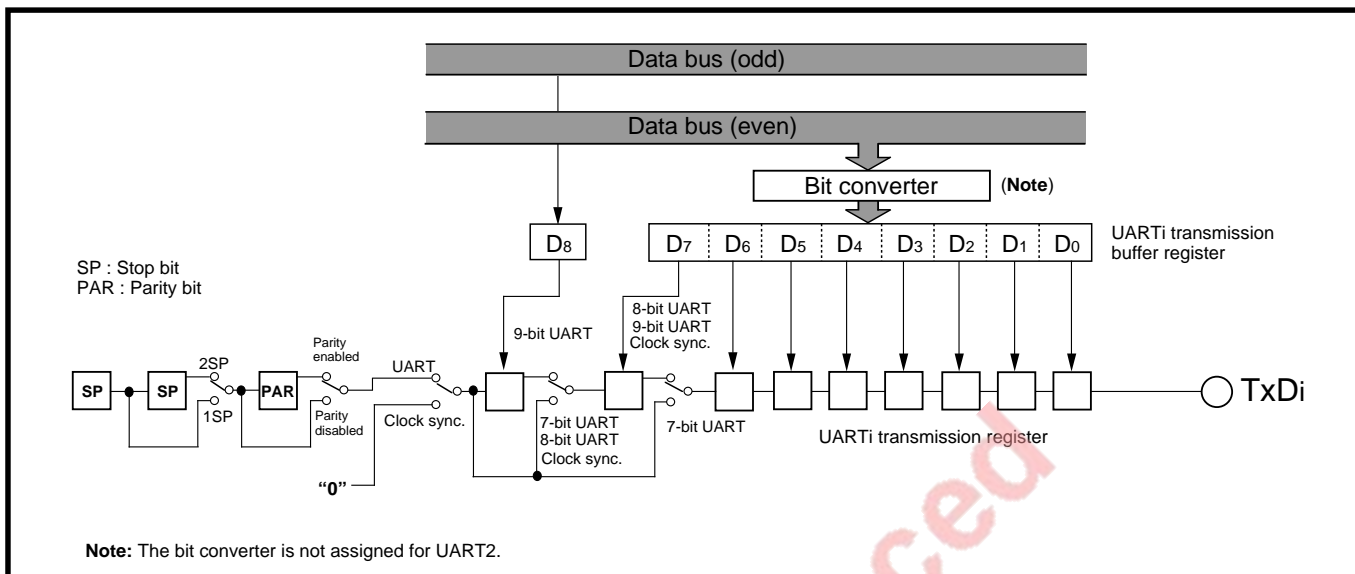 Data bus (odd)
Data bus (even)
Bit converter
(Note)
D8
D7 D6 D5 D4 D3 D2 D1 D0
UARTi transmission
buffer register
SP : Stop bit
PAR : Parity bit
9-bit UART
8-bit UART
9-bit UART
Clock sync.
2SP
Parity
enabled
UART
SP
SP
PAR
TxDi
1SP
Parity
disabled
Clock sync.
7-bit UART
8-bit UART
Clock sync.
7-bit UART
UARTi transmission register
“0”
Note: The bit converter is not assigned for UART2.